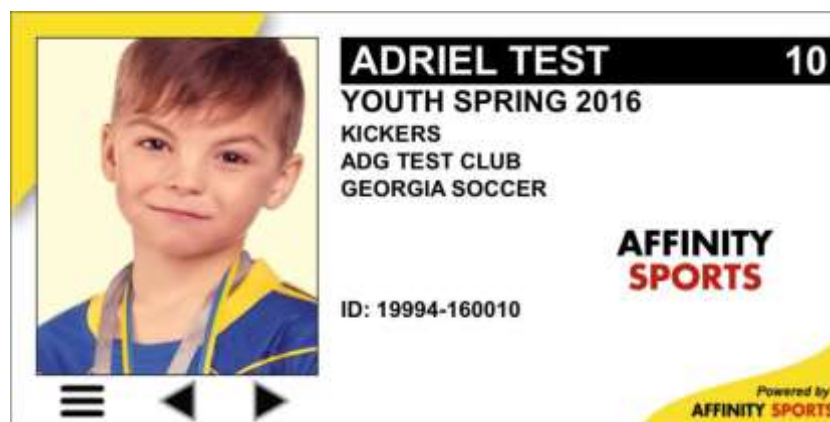 ADRIEL TEST 10
YOUTH SPRING 2016
KICKERS
ADG TEST CLUB
GEORGIA SOCCER
AFFINITY
SPORTS
ID: 19994-160010
Powered by
AFFINITY SPORTS